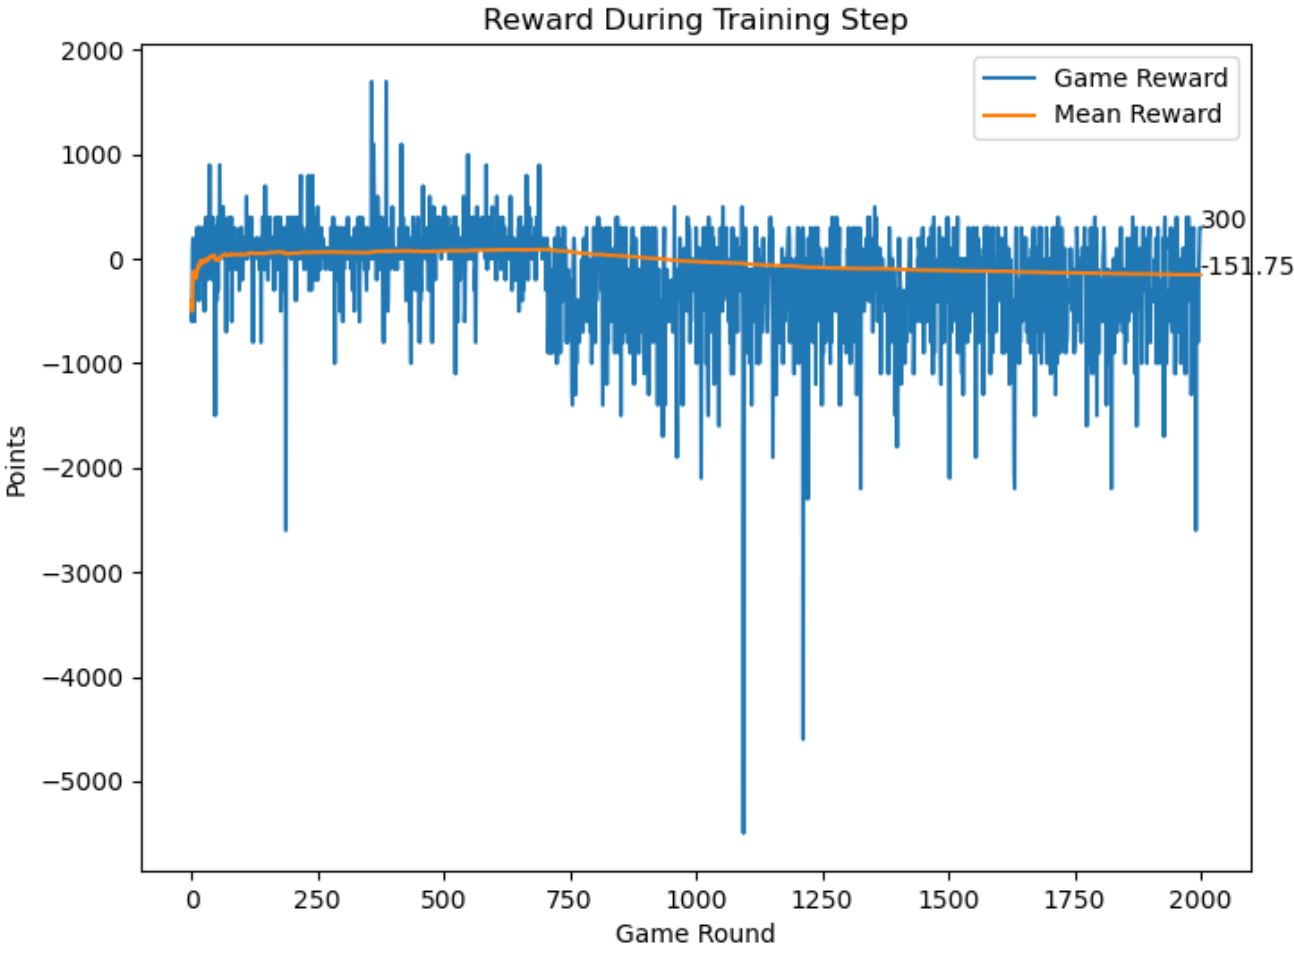 Reward During Training Step
2000
1000
0
−1000
−2000
−3000
−4000
−5000
Points
Game Reward
Mean Reward
300
-151.75
0 250 500 750 1000 1250 1500 1750 2000
Game Round